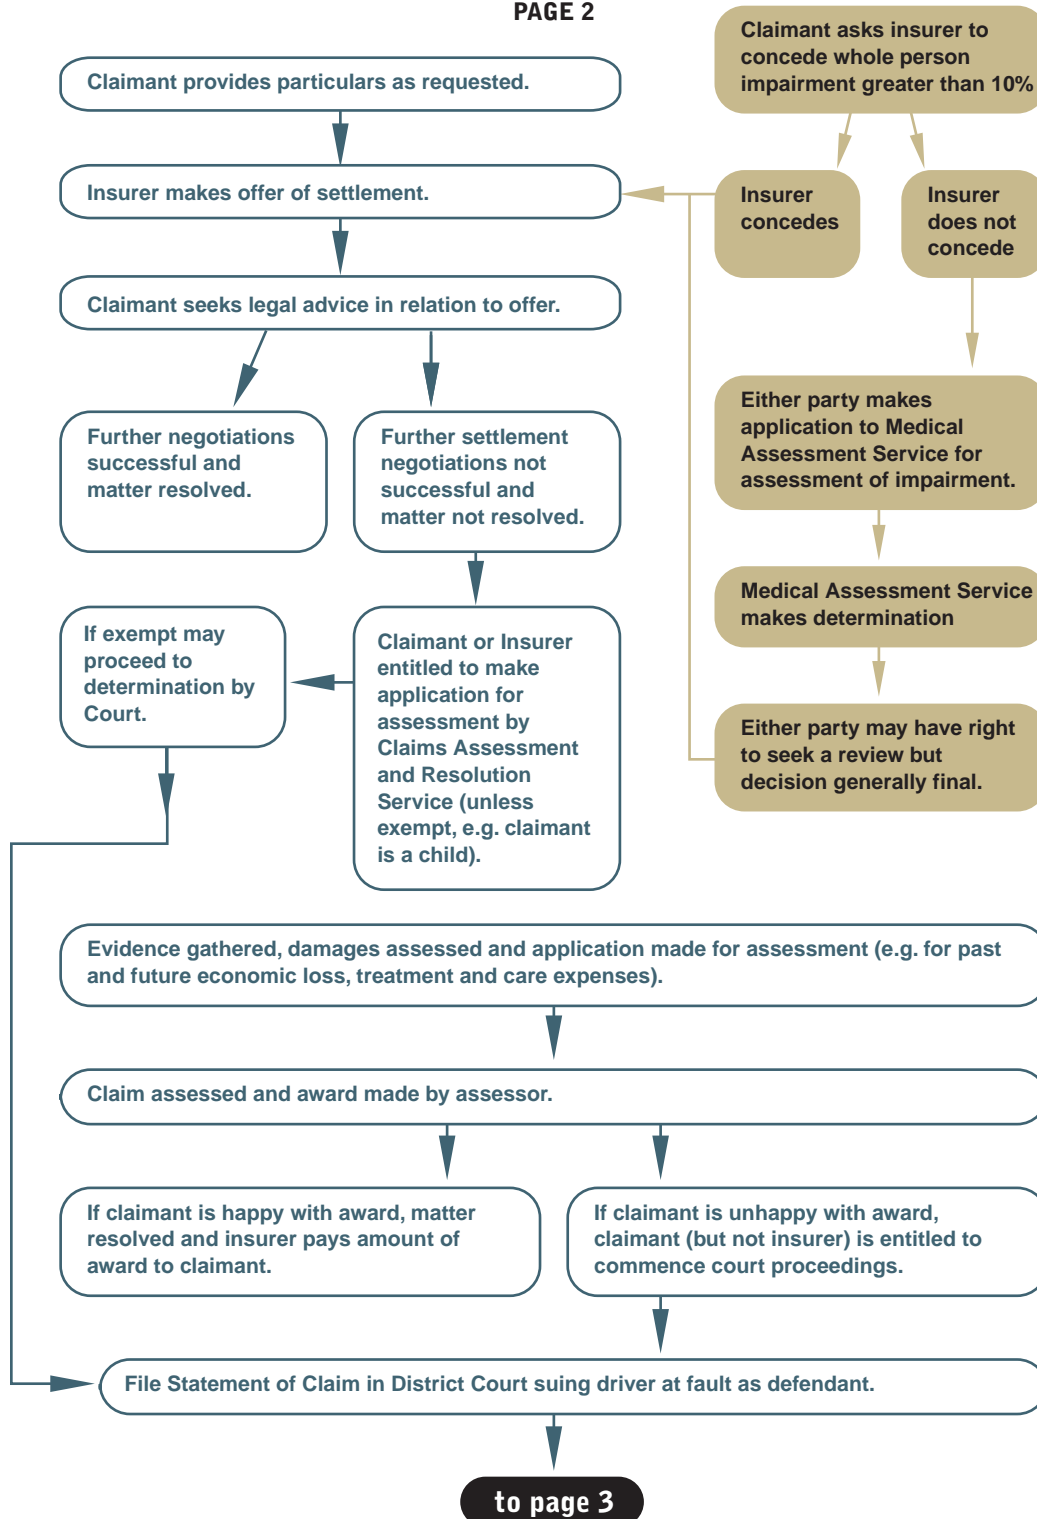 PAGE 2
Claimant provides particulars as requested.
Insurer makes offer of settlement.
Claimant seeks legal advice in relation to offer.
Further negotiations
successful and
matter resolved.
Further settlement
negotiations not
successful and
matter not resolved.
If exempt may
proceed to
determination by
Court.
Claimant or Insurer
entitled to make
application for
assessment by
Claims Assessment
and Resolution
Service (unless
exempt, e.g. claimant
is a child).
Claimant asks insurer to
concede whole person
impairment greater than 10%
Insurer
concedes
Insurer
does not
concede
Either party makes
application to Medical
Assessment Service for
assessment of impairment.
Medical Assessment Service
makes determination
Either party may have right
to seek a review but
decision generally final.
Evidence gathered, damages assessed and application made for assessment (e.g. for past
and future economic loss, treatment and care expenses).
Claim assessed and award made by assessor.
If claimant is happy with award, matter
resolved and insurer pays amount of
award to claimant.
If claimant is unhappy with award,
claimant (but not insurer) is entitled to
commence court proceedings.
File Statement of Claim in District Court suing driver at fault as defendant.
to page 3